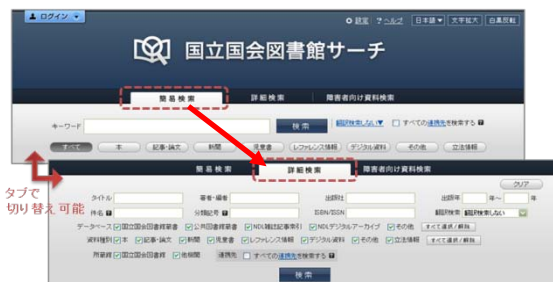 ログイン
設定 ? ヘルプ 日本語▼ 文字拡大 白黒反転
国立国会図書館サーチ
簡易検索 詳細検索 障害者向け資料検索
キーワード 検索 翻訳検索しない▼ すべての連携先を検索する
すべて 本 記事・論文 新聞 児童書 レファレンス情報 デジタル資料 その他 立法情報
タブで
切り替え可能
簡易検索 詳細検索 障害者向け資料検索
クリア
タイトル 著者・編者 出版社 出版年 年～ 年
件名 分類記号 ISBN/ISSN 翻訳検索 翻訳検索しない
データベース 国立国会図書館蔵書 公共図書館蔵書 NDL雑誌記事索引 NDLデジタルアーカイブ その他 すべて選択/解除
資料種別 本 記事・論文 新聞 児童書 レファレンス情報 デジタル資料 その他 立法情報 すべて選択/解除
所蔵館 国立国会図書館 他機関 連携先 すべての連携先を検索する
検索